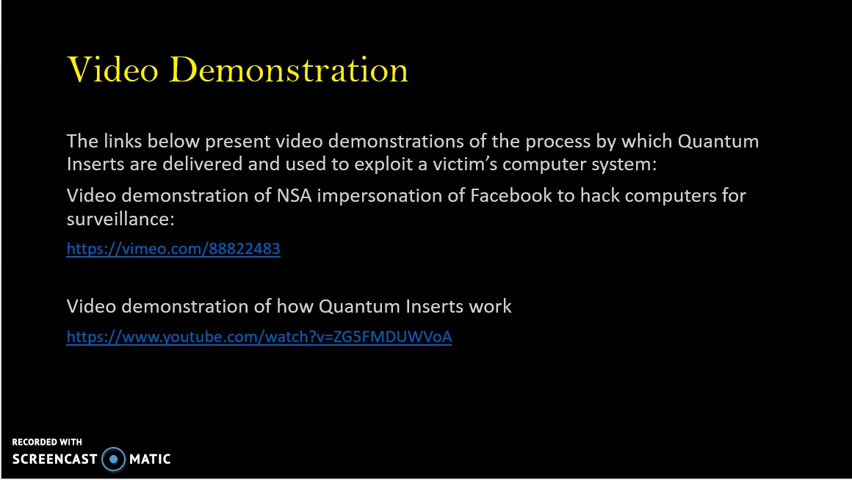 Video Demonstration
The links below present video demonstrations of the process by which Quantum
Inserts are delivered and used to exploit a victim's computer system:
Video demonstration of NSA impersonation of Facebook to hack computers for
surveillance:
https://vimeo.com/88822483
Video demonstration of how Quantum Inserts work
https://www.youtube.com/watch?v=ZG5FMDUWVoA
RECORDED WITH
SCREENCAST MATIC